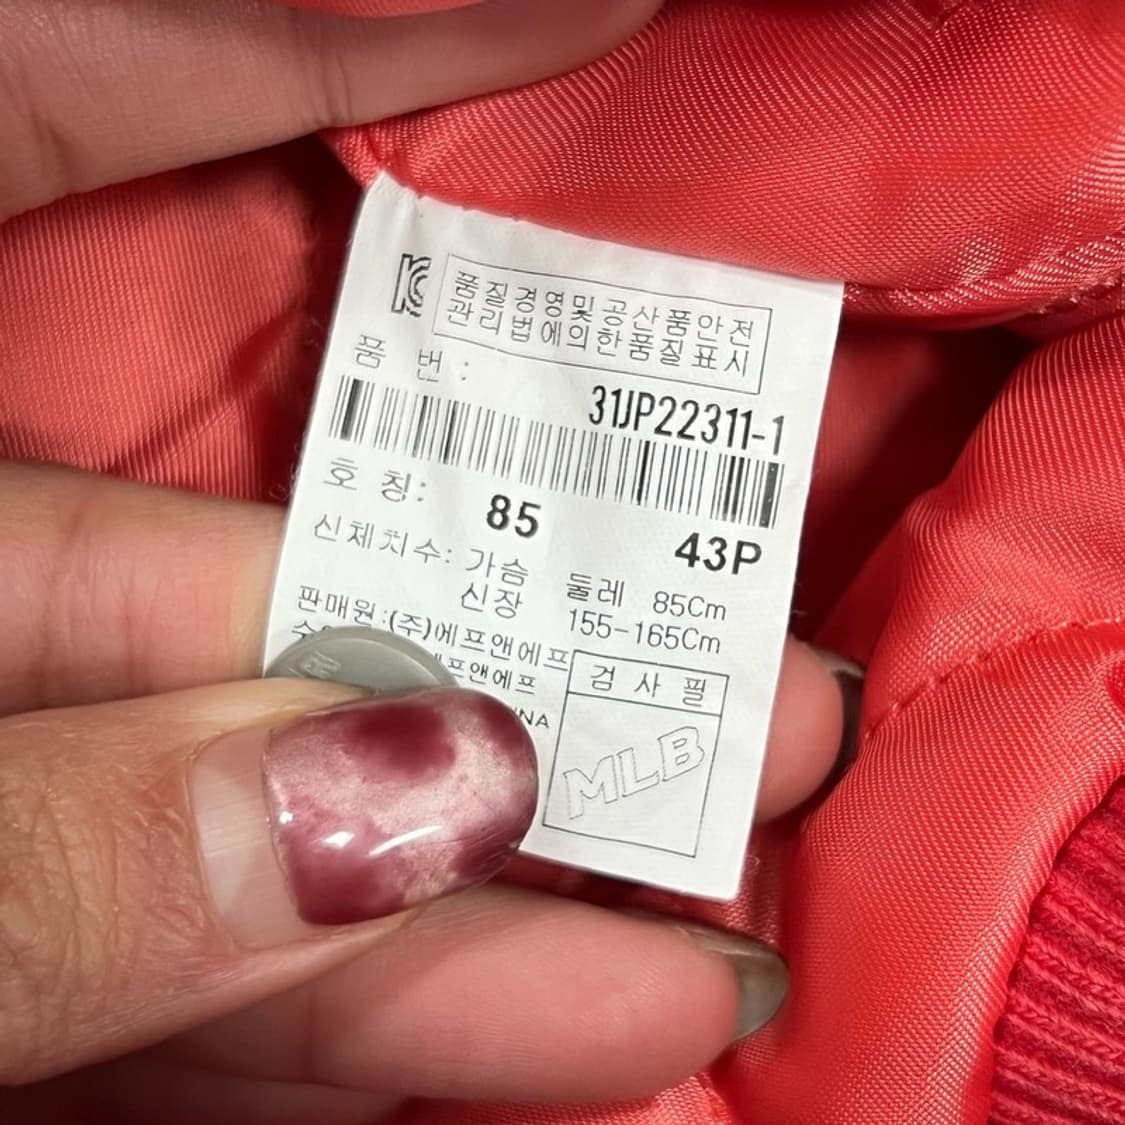 품질경영및공산품안전
관리법에의한품질표시
품 번 :
31JP22311-1
호 칭: 85 43P
신체치수: 가슴 둘레 85Cm
신장 155-165Cm
판매원:(주)에프앤에프
프앤에프
검 사 필
MLB